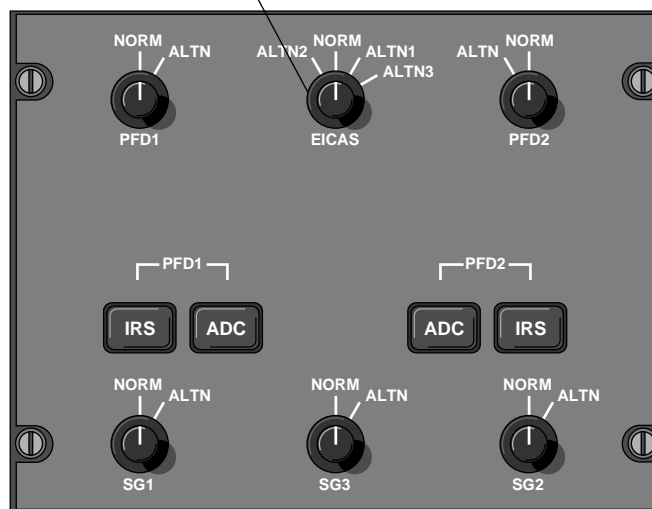 NORM ALTN
PFD1
ALTN2 NORM ALTN1
ALTN3
EICAS
ALTN NORM
PFD2
PFD1
IRS ADC
PFD2
ADC IRS
NORM ALTN
SG1
NORM ALTN
SG3
NORM ALTN
SG2